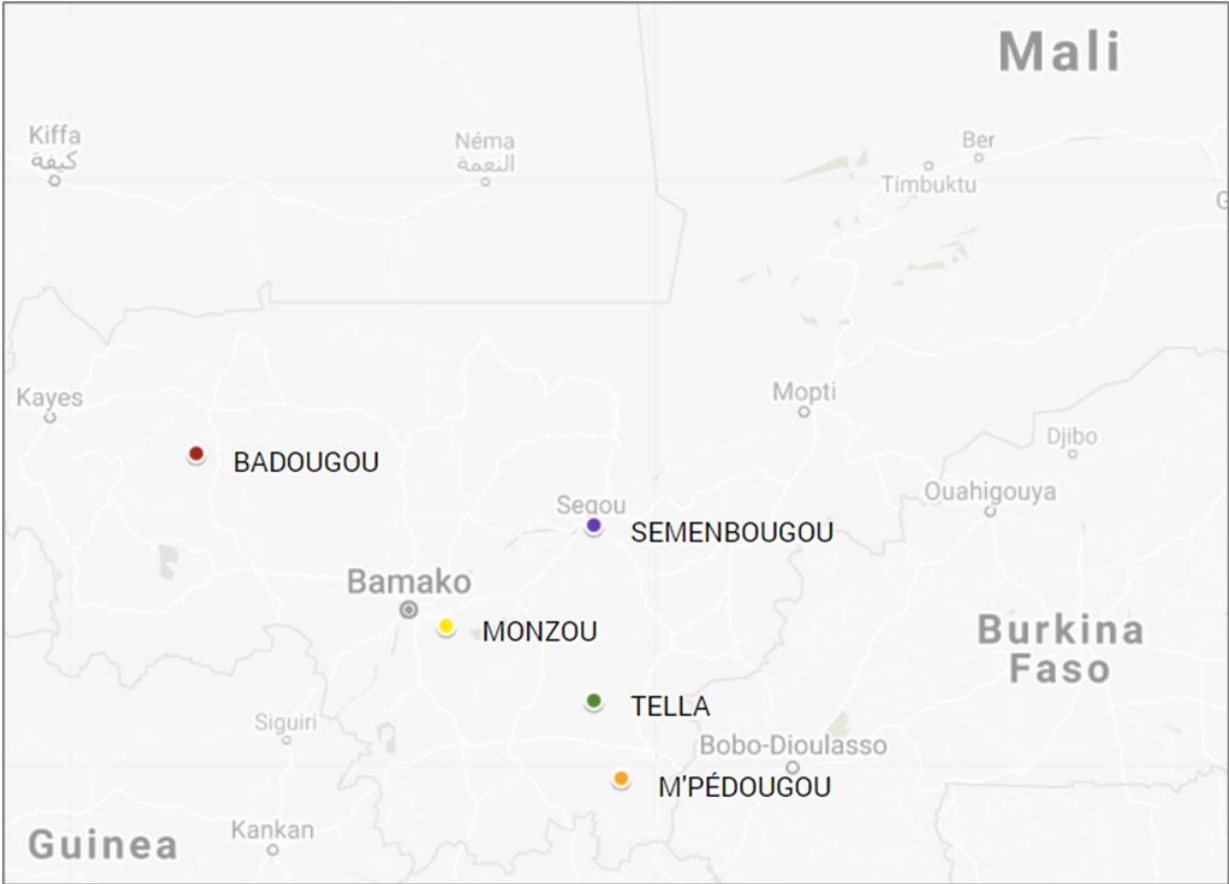 Mali
Kiffa
كيفة
Néma
النعمة
Ber
Timbuktu
Kayes
Mopti
Djibo
BADOUGOU
Segou
Ouahigouya
SEMENBOUGOU
Bamako
MONZOU
Burkina
Faso
TELLA
Siguiri
Bobo-Dioulasso
M'PÉDOUGOU
Kankan
Guinea